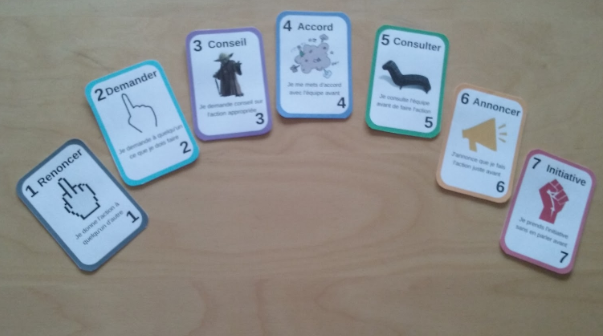 1 Renoncer
Je donne l'action à
quelqu'un d'autre
1
2 Demander
Je demande à quelqu'un
ce que je dois faire
2
3 Conseil
Je demande conseil sur
l'action appropriée
3
4 Accord
Je me mets d'accord
avec l'équipe avant
4
5 Consulter
Je consulte l'équipe
avant de faire l'action
5
6 Annoncer
J'annonce que je fais
l'action juste avant
6
7 Initiative
Je prends l'initiative
sans en parler avant
7